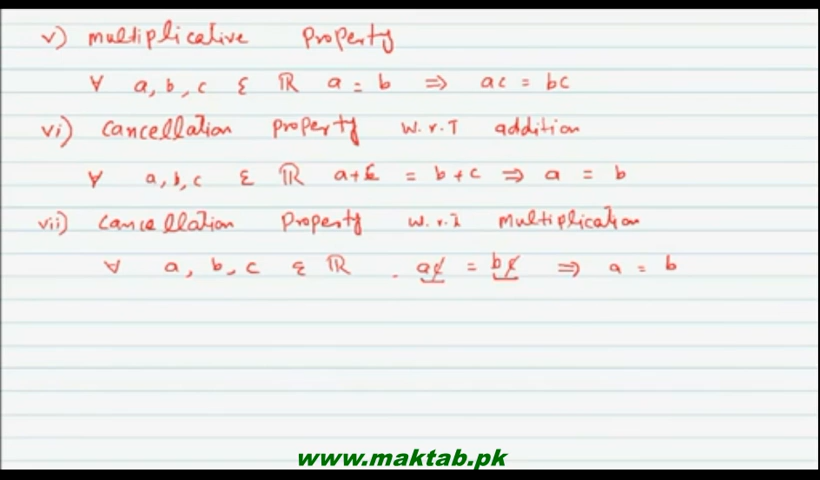 v) multiplicative property
∀ a, b, c ε ℝ a = b ⇒ ac = bc
vi) cancellation property w.r.T addition
∀ a, b, c ε ℝ a+c = b+c ⇒ a = b
vii) cancellation property w.r.t multiplication
∀ a, b, c ε ℝ . ac = bc ⇒ a = b
www.maktab.pk